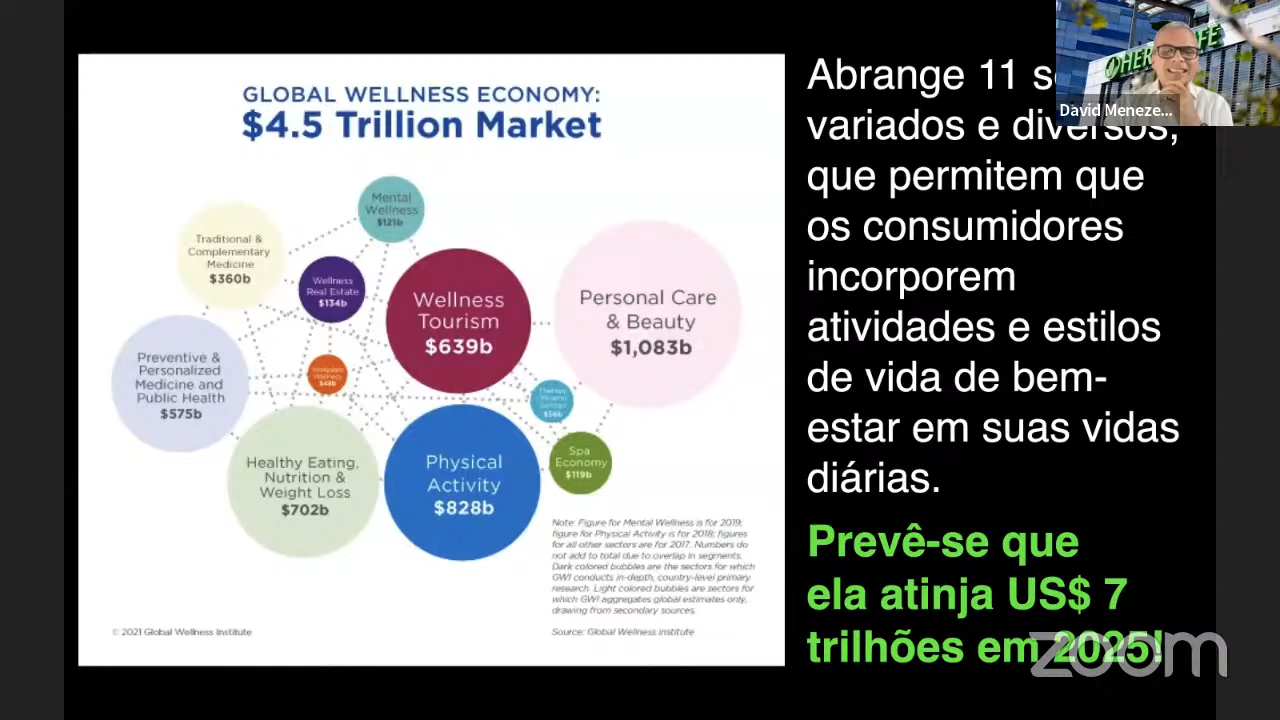 GLOBAL WELLNESS ECONOMY:
$4.5 Trillion Market
Mental
Wellness
$121b
Traditional &
Complementary
Medicine
$360b
Wellness
Real Estate
$134b
Wellness
Tourism
$639b
Personal Care
& Beauty
$1,083b
Preventive &
Personalized
Medicine and
Public Health
$575b
Workplace
Wellness
$48b
Mineral
Springs
$56b
Healthy Eating,
Nutrition &
Weight Loss
$702b
Physical
Activity
$828b
Spa
Economy
$119b
Note: Figure for Mental Wellness is for 2019;
figure for Physical Activity is for 2018; figures
for all other sectors are for 2017. Numbers do
not add to total due to overlap in segments.
Dark colored bubbles are the sectors for which
GWI conducts in-depth, country-level primary
research. Light colored bubbles are sectors for
which GWI aggregates global estimates only,
drawing from secondary sources.
© 2021 Global Wellness Institute
Source: Global Wellness Institute
Abrange 11
variados e diversos,
que permitem que
os consumidores
incorporem
atividades e estilos
de vida de bem-
estar em suas vidas
diárias.
Prevê-se que
ela atinja US$ 7
trilhões em 2025!
David Meneze...
zoom